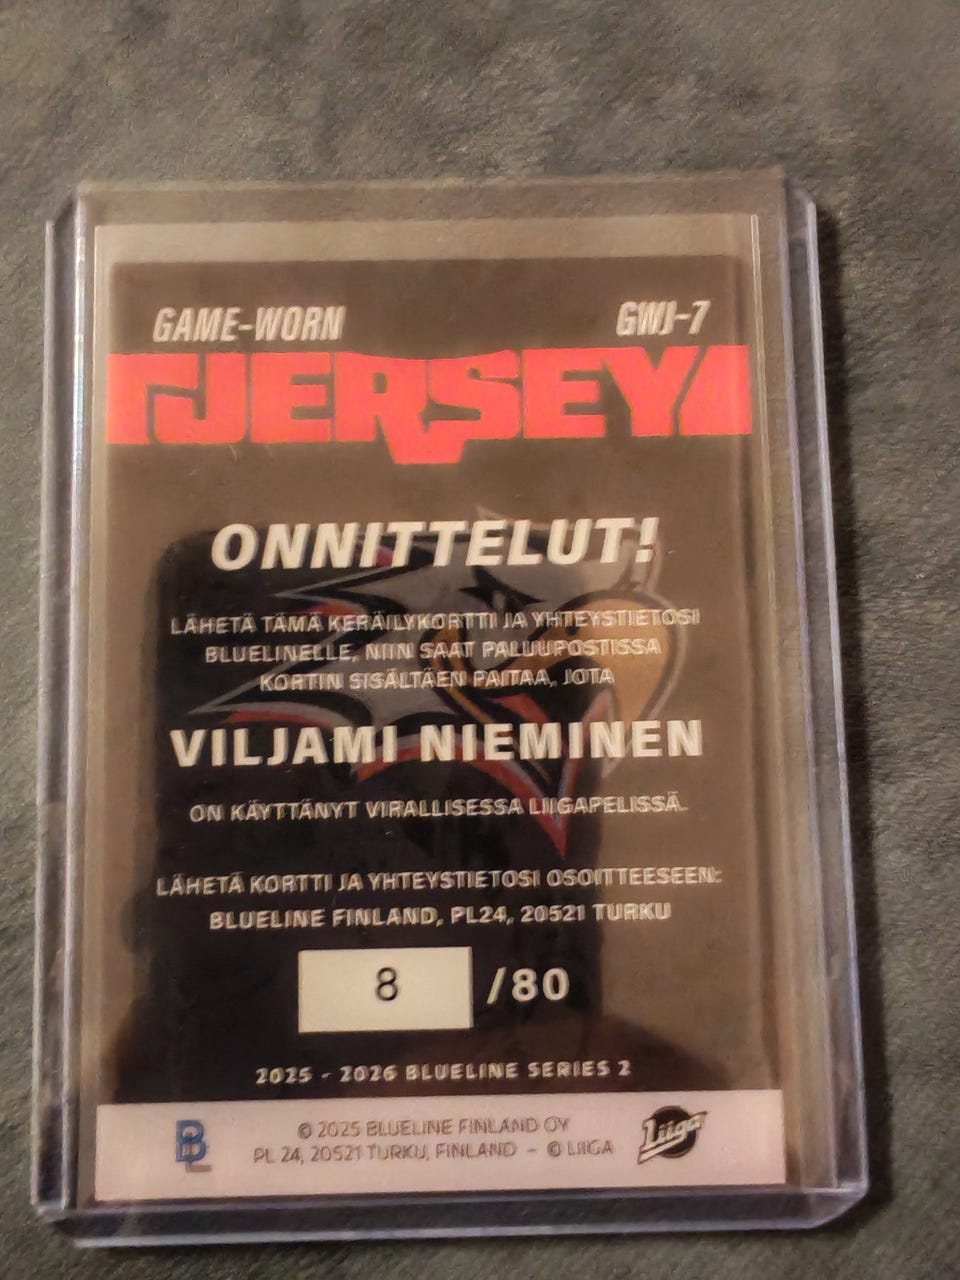 GAME-WORN
GWJ-7
JERSEY
ONNITTELUT!
LÄHETÄ TÄMÄ KERÄILYKORTTI JA YHTEYSTIETOSI
BLUELINELLE, NIIN SAAT PALUUPOSTISSA
KORTIN SISÄLTÄEN PAITAA, JOTA
VILJAMI NIEMINEN
ON KÄYTTÄNYT VIRALLISESSA LIIGAPELISSÄ.
LÄHETÄ KORTTI JA YHTEYSTIETOSI OSOITTEESEEN:
BLUELINE FINLAND, PL24, 20521 TURKU
8 /80
2025 - 2026 BLUELINE SERIES 2
BL
© 2025 BLUELINE FINLAND OY
PL 24, 20521 TURKU, FINLAND - © LIIGA
Liiga